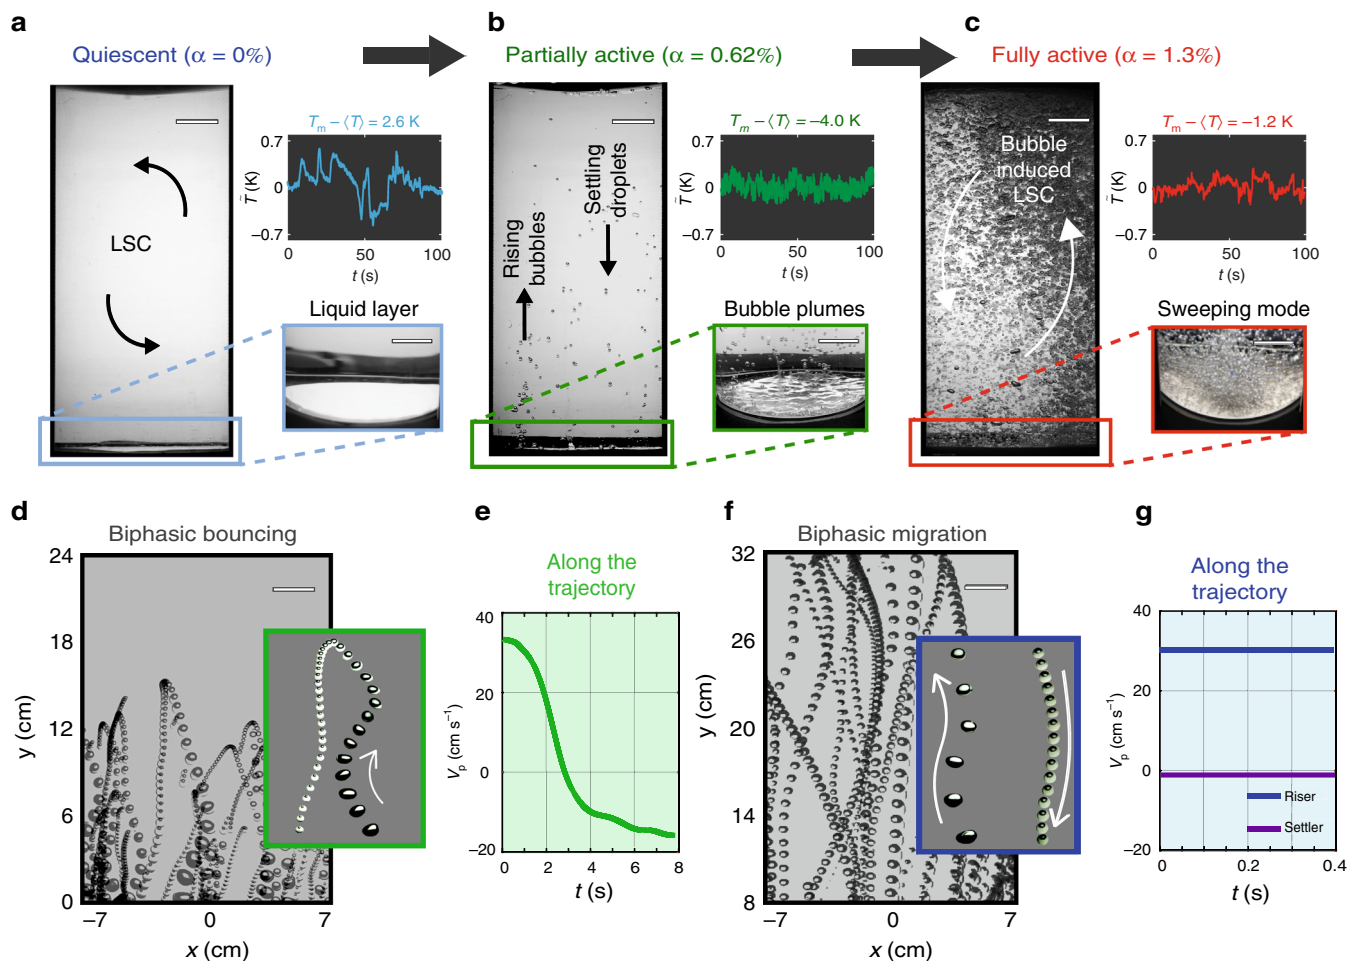 a
Quiescent (α = 0%)
LSC
T_m – ⟨T⟩ = 2.6 K
0.7
0
–0.7
T̃ (K)
0
50
100
t (s)
Liquid layer
b
Partially active (α = 0.62%)
Rising
bubbles
Settling
droplets
T_m – ⟨T⟩ = –4.0 K
0.7
0
–0.7
T̃ (K)
0
50
100
t (s)
Bubble plumes
c
Fully active (α = 1.3%)
Bubble
induced
LSC
T_m – ⟨T⟩ = –1.2 K
0.7
0
–0.7
T̃ (K)
0
50
100
t (s)
Sweeping mode
d
Biphasic bouncing
24
18
12
6
0
y (cm)
–7
0
7
x (cm)
e
Along the
trajectory
40
20
0
–20
V_p (cm s⁻¹)
0
2
4
6
8
t (s)
f
Biphasic migration
32
26
20
14
8
y (cm)
–7
0
7
x (cm)
g
Along the
trajectory
40
20
0
–20
V_p (cm s⁻¹)
Riser
Settler
0
0.2
0.4
t (s)